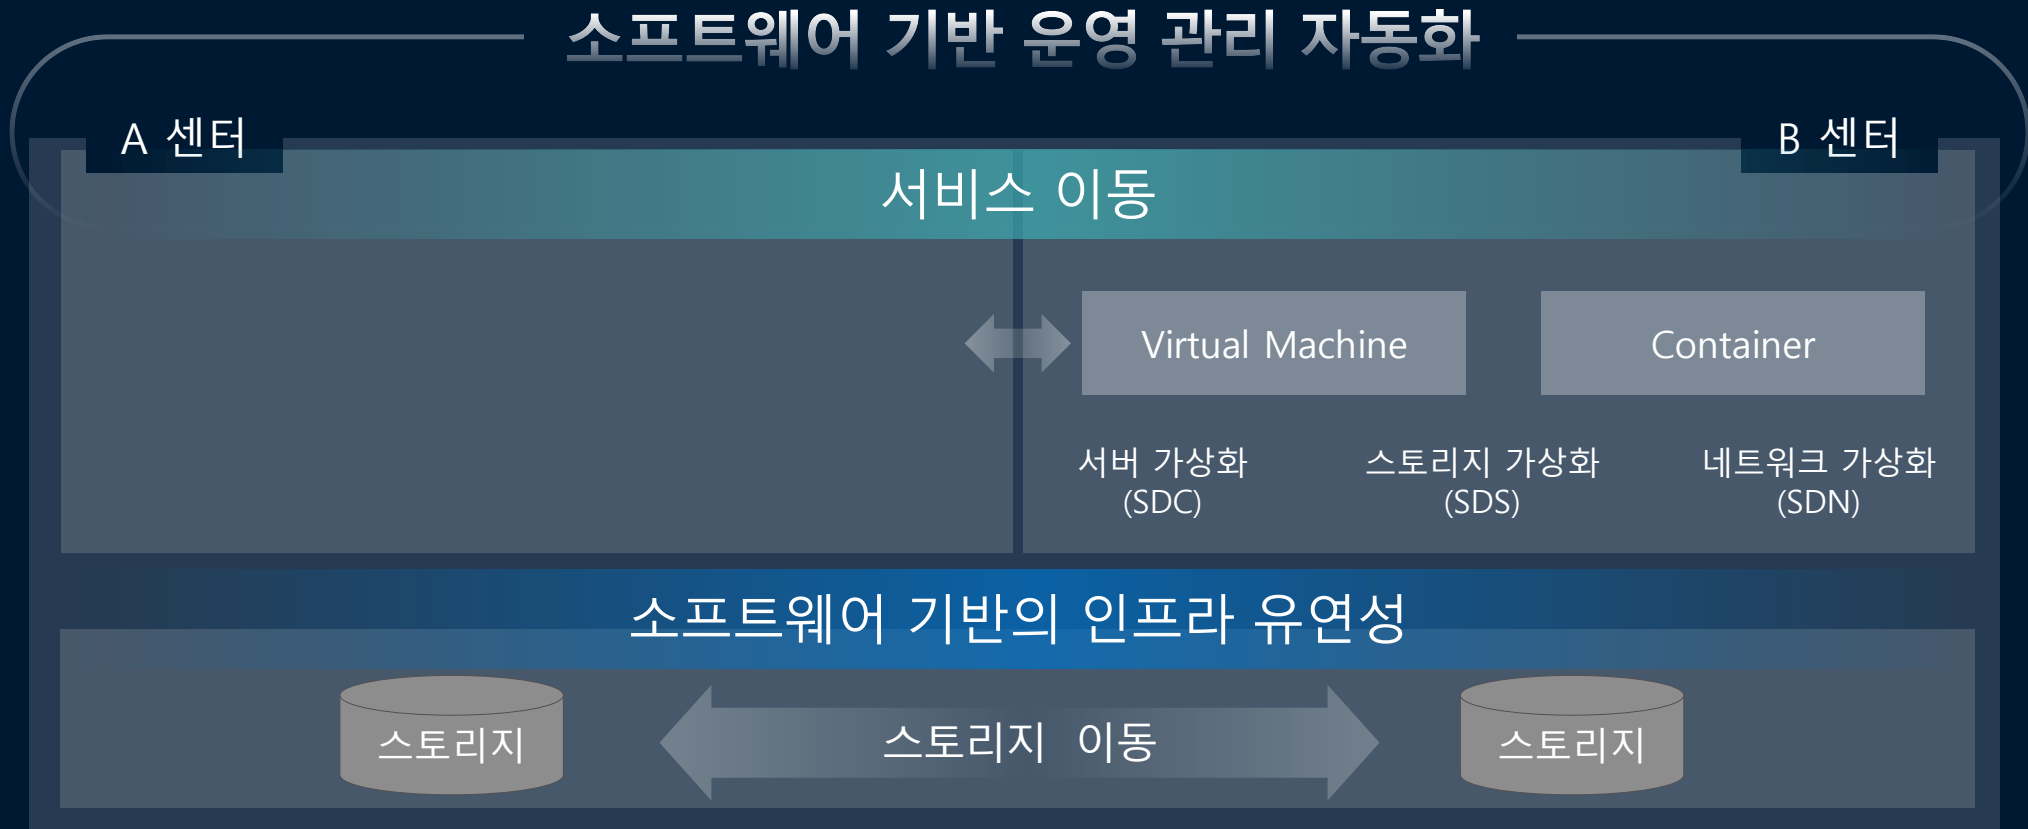 소프트웨어 기반 운영 관리 자동화
A 센터
B 센터
서비스 이동
Virtual Machine
Container
서버 가상화
(SDC)
스토리지 가상화
(SDS)
네트워크 가상화
(SDN)
소프트웨어 기반의 인프라 유연성
스토리지
스토리지 이동
스토리지